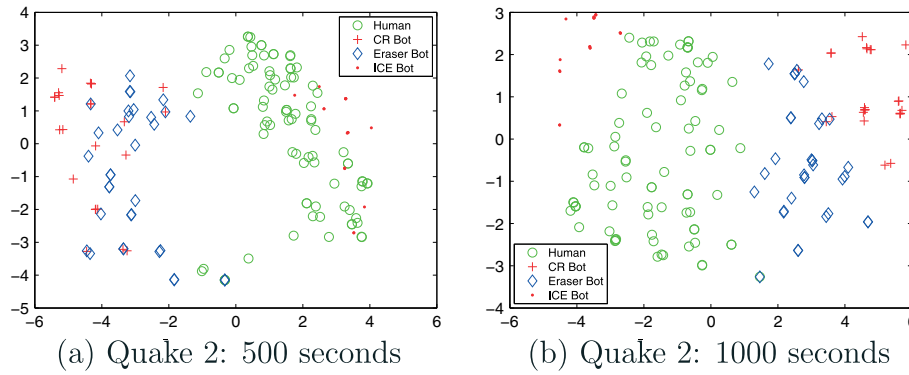 4
3
2
1
0
−1
−2
−3
−4
−5
−6 −4 −2 0 2 4 6
Human
CR Bot
Eraser Bot
ICE Bot
(a) Quake 2: 500 seconds
3
2
1
0
−1
−2
−3
−4
−6 −4 −2 0 2 4 6
Human
CR Bot
Eraser Bot
ICE Bot
(b) Quake 2: 1000 seconds